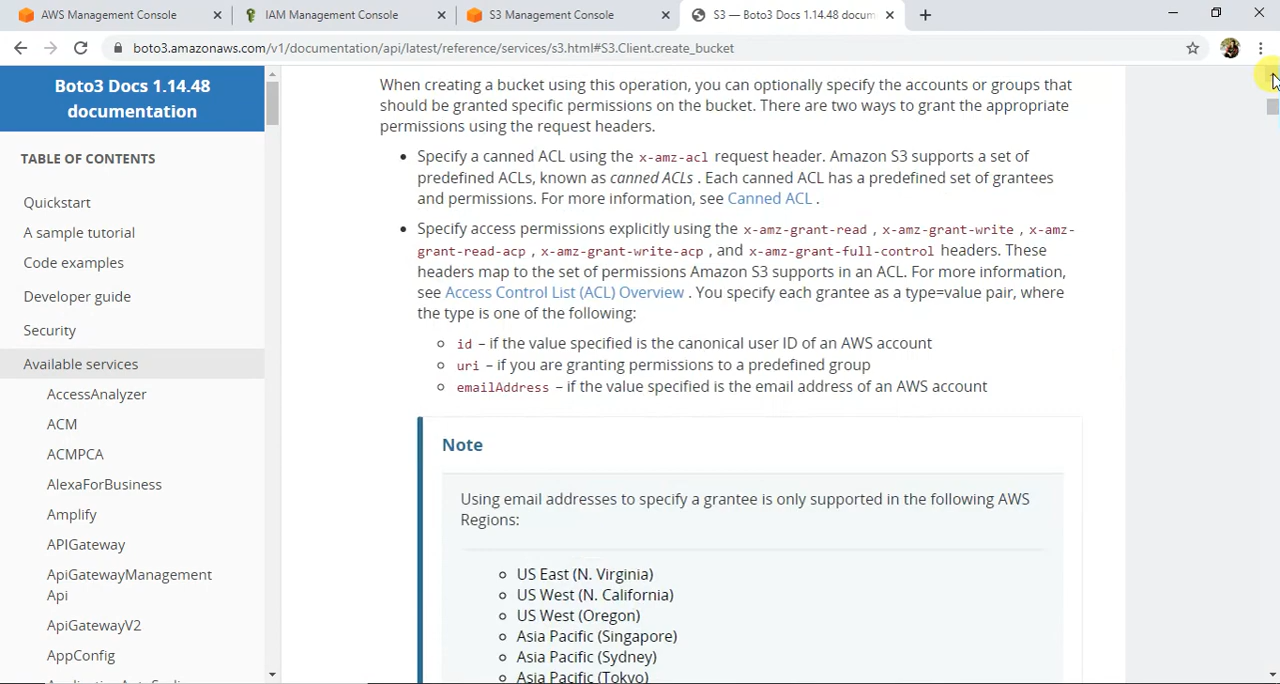 AWS Management Console
IAM Management Console
S3 Management Console
S3 — Boto3 Docs 1.14.48 docum
boto3.amazonaws.com/v1/documentation/api/latest/reference/services/s3.html#S3.Client.create_bucket
Boto3 Docs 1.14.48
documentation
TABLE OF CONTENTS
Quickstart
A sample tutorial
Code examples
Developer guide
Security
Available services
AccessAnalyzer
ACM
ACMPCA
AlexaForBusiness
Amplify
APIGateway
ApiGatewayManagement
Api
ApiGatewayV2
AppConfig
When creating a bucket using this operation, you can optionally specify the accounts or groups that
should be granted specific permissions on the bucket. There are two ways to grant the appropriate
permissions using the request headers.
Specify a canned ACL using the x-amz-acl request header. Amazon S3 supports a set of
predefined ACLs, known as canned ACLs . Each canned ACL has a predefined set of grantees
and permissions. For more information, see Canned ACL .
Specify access permissions explicitly using the x-amz-grant-read , x-amz-grant-write , x-amz-
grant-read-acp , x-amz-grant-write-acp , and x-amz-grant-full-control headers. These
headers map to the set of permissions Amazon S3 supports in an ACL. For more information,
see Access Control List (ACL) Overview . You specify each grantee as a type=value pair, where
the type is one of the following:
id – if the value specified is the canonical user ID of an AWS account
uri – if you are granting permissions to a predefined group
emailAddress – if the value specified is the email address of an AWS account
Note
Using email addresses to specify a grantee is only supported in the following AWS
Regions:
US East (N. Virginia)
US West (N. California)
US West (Oregon)
Asia Pacific (Singapore)
Asia Pacific (Sydney)
Asia Pacific (Tokyo)